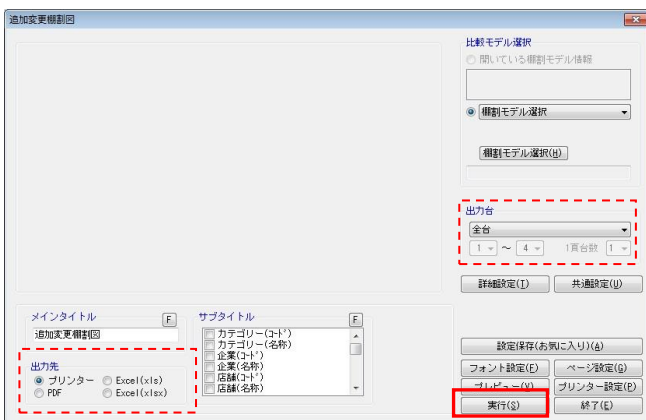 追加変更棚割図
比較モデル選択
開いている棚割モデル情報
棚割モデル選択
棚割モデル選択(H)
出力台
全台
1 ～ 4 1頁台数 1
詳細設定(I) 共通設定(U)
メインタイトル F
追加変更棚割図
サブタイトル F
カテゴリー(コード)
カテゴリー(名称)
企業(コード)
企業(名称)
店舗(コード)
店舗(名称)
出力先
プリンター Excel(xls)
PDF Excel(xlsx)
設定保存(お気に入り)(A)
フォント設定(F) ページ設定(G)
プレビュー(V) プリンター設定(P)
実行(S) 終了(E)